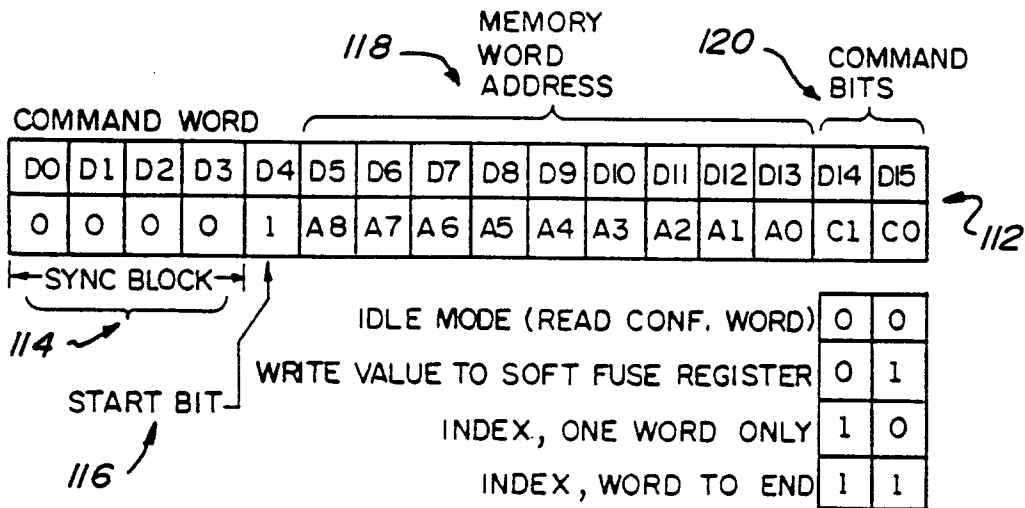 MEMORY
WORD
ADDRESS
118
120
COMMAND
BITS
COMMAND WORD
D0 D1 D2 D3 D4 D5 D6 D7 D8 D9 D10 D11 D12 D13 D14 D15
0 0 0 0 1 A8 A7 A6 A5 A4 A3 A2 A1 A0 C1 C0
112
SYNC BLOCK
114
START BIT
116
IDLE MODE (READ CONF. WORD) 0 0
WRITE VALUE TO SOFT FUSE REGISTER 0 1
INDEX, ONE WORD ONLY 1 0
INDEX, WORD TO END 1 1